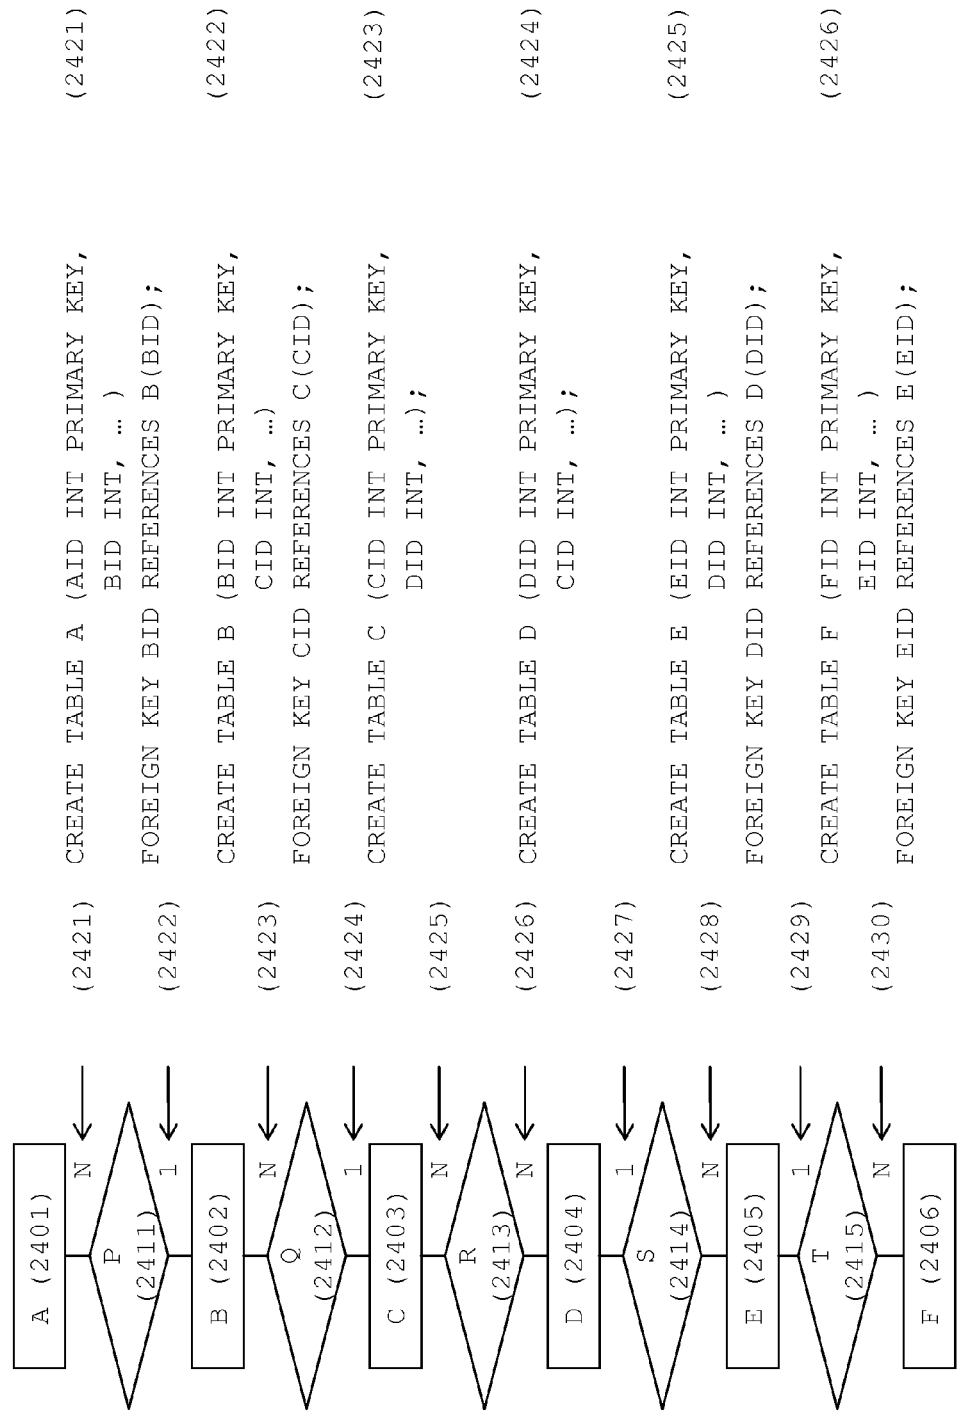 A (2401)
N
(2421)
P
(2411)
1
(2422)
B (2402)
N
(2423)
Q
(2412)
1
(2424)
C (2403)
N
(2425)
R
(2413)
N
(2426)
D (2404)
1
(2427)
S
(2414)
N
(2428)
E (2405)
1
(2429)
T
(2415)
N
(2430)
F (2406)
CREATE TABLE A (AID INT PRIMARY KEY, (2421)
BID INT, …)
FOREIGN KEY BID REFERENCES B(BID);
CREATE TABLE B (BID INT PRIMARY KEY, (2422)
CID INT, …)
FOREIGN KEY CID REFERENCES C(CID);
CREATE TABLE C (CID INT PRIMARY KEY, (2423)
DID INT, …);
CREATE TABLE D (DID INT PRIMARY KEY, (2424)
CID INT, …);
CREATE TABLE E (EID INT PRIMARY KEY, (2425)
DID INT, … )
FOREIGN KEY DID REFERENCES D(DID);
CREATE TABLE F (FID INT PRIMARY KEY, (2426)
EID INT, … )
FOREIGN KEY EID REFERENCES E(EID);